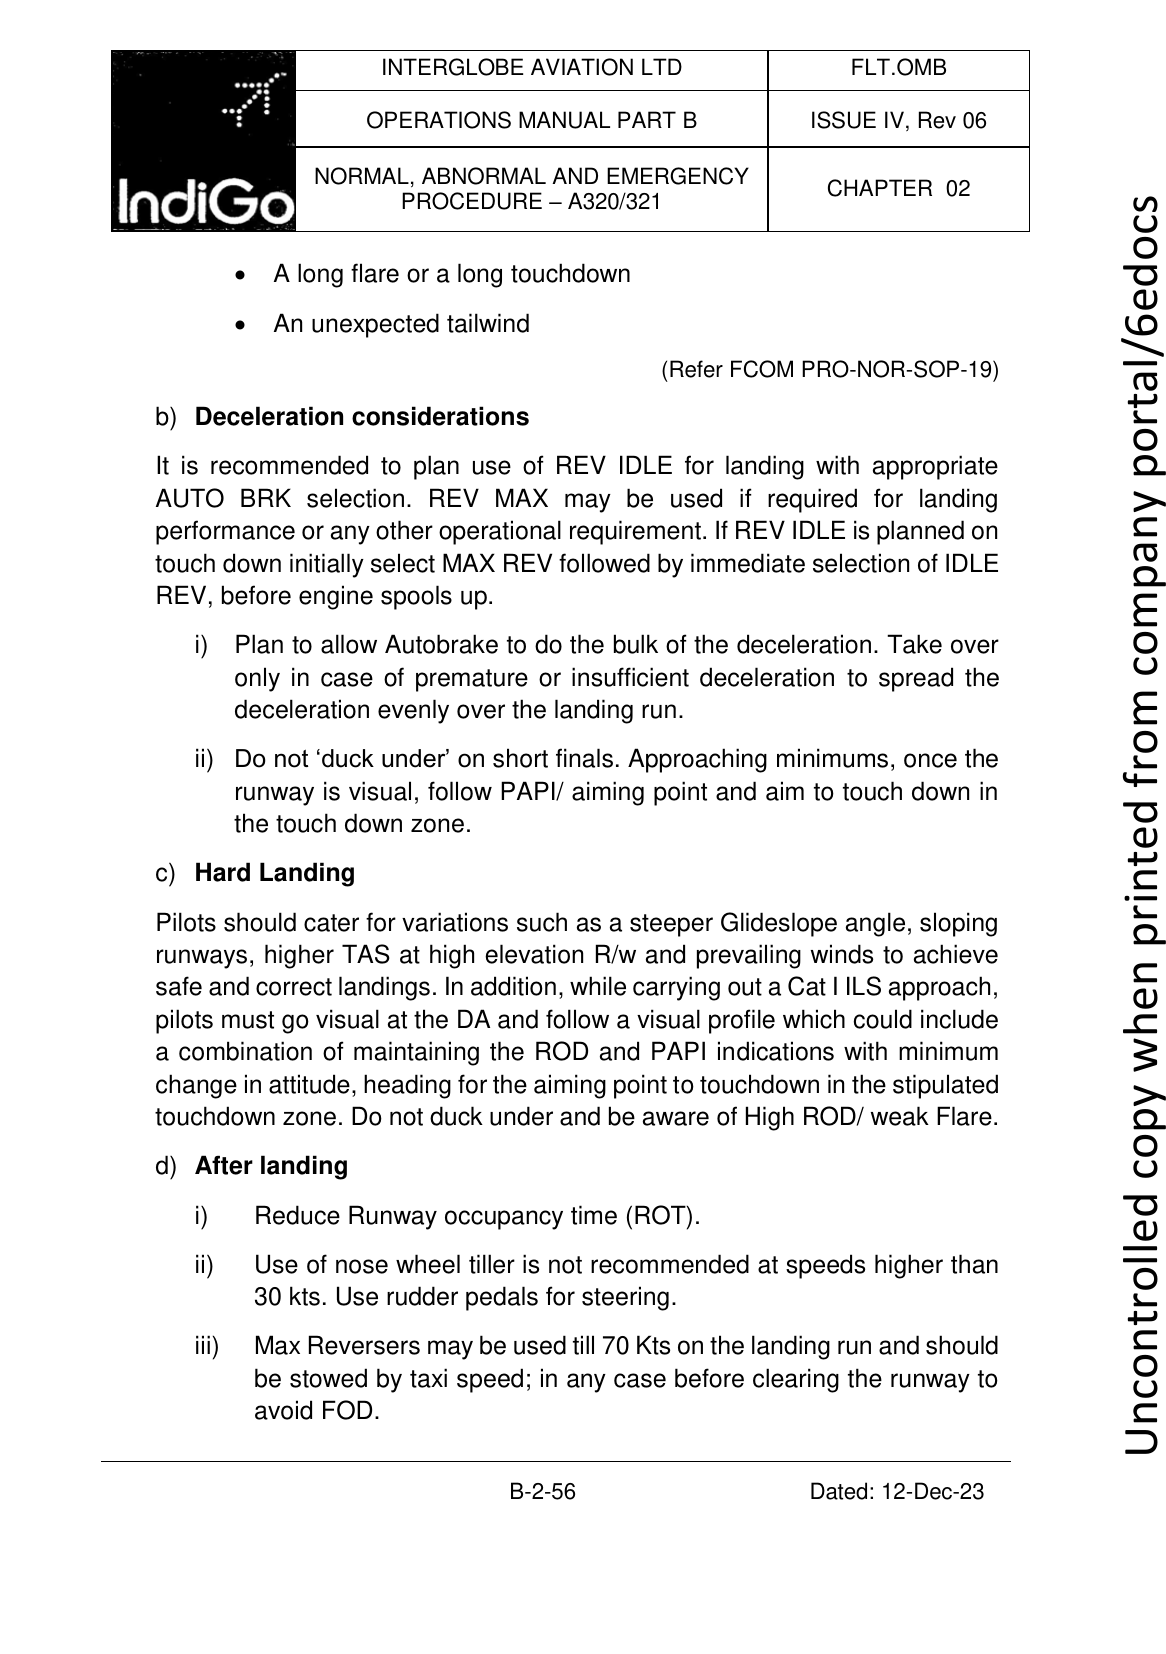 INTERGLOBE AVIATION LTD
FLT.OMB
OPERATIONS MANUAL PART B
ISSUE IV, Rev 06
IndiGo
NORMAL, ABNORMAL AND EMERGENCY
PROCEDURE – A320/321
CHAPTER 02
• A long flare or a long touchdown
• An unexpected tailwind
(Refer FCOM PRO-NOR-SOP-19)
b) Deceleration considerations
It is recommended to plan use of REV IDLE for landing with appropriate
AUTO BRK selection. REV MAX may be used if required for landing
performance or any other operational requirement. If REV IDLE is planned on
touch down initially select MAX REV followed by immediate selection of IDLE
REV, before engine spools up.
i) Plan to allow Autobrake to do the bulk of the deceleration. Take over
only in case of premature or insufficient deceleration to spread the
deceleration evenly over the landing run.
ii) Do not ‘duck under’ on short finals. Approaching minimums, once the
runway is visual, follow PAPI/ aiming point and aim to touch down in
the touch down zone.
c) Hard Landing
Pilots should cater for variations such as a steeper Glideslope angle, sloping
runways, higher TAS at high elevation R/w and prevailing winds to achieve
safe and correct landings. In addition, while carrying out a Cat I ILS approach,
pilots must go visual at the DA and follow a visual profile which could include
a combination of maintaining the ROD and PAPI indications with minimum
change in attitude, heading for the aiming point to touchdown in the stipulated
touchdown zone. Do not duck under and be aware of High ROD/ weak Flare.
d) After landing
i) Reduce Runway occupancy time (ROT).
ii) Use of nose wheel tiller is not recommended at speeds higher than
30 kts. Use rudder pedals for steering.
iii) Max Reversers may be used till 70 Kts on the landing run and should
be stowed by taxi speed; in any case before clearing the runway to
avoid FOD.
B-2-56
Dated: 12-Dec-23
Uncontrolled copy when printed from company portal/6edocs